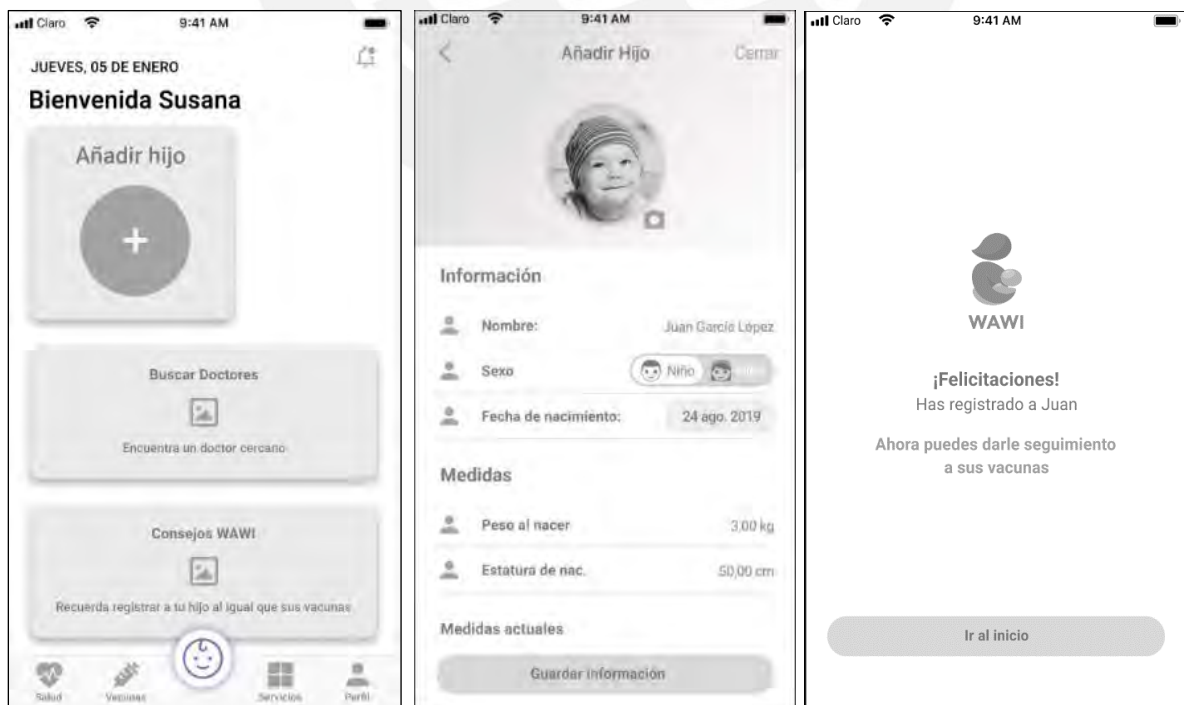 Claro 9:41 AM
JUEVES, 05 DE ENERO
Bienvenida Susana
Añadir hijo
+
Buscar Doctores
Encuentra un doctor cercano
Consejos WAWI
Recuerda registrar a tu hijo al igual que sus vacunas
Salud Vacunas Servicios Perfil
Claro 9:41 AM
Añadir Hijo Cerrar
Información
Nombre: Juan García López
Sexo Niño
Fecha de nacimiento: 24 ago. 2019
Medidas
Peso al nacer 3,00 kg
Estatura de nac. 50,00 cm
Medidas actuales
Guardar información
Claro 9:41 AM
WAWI
¡Felicitaciones!
Has registrado a Juan
Ahora puedes darle seguimiento
a sus vacunas
Ir al inicio